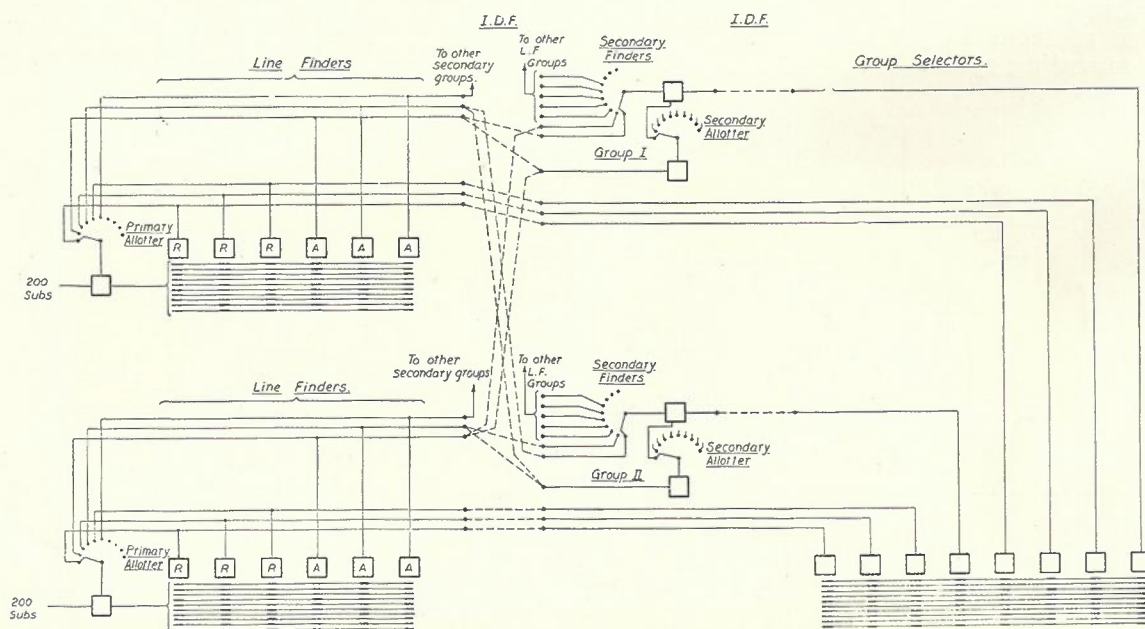 I.D.F.
I.D.F.
To other
Secondary
groups.
To other
L.F
Groups
Secondary
Finders
Line Finders
Group Selectors.
Secondary
Allotter
Group I
Primary
Allotter
R R R A A A
200
Subs
To other
Secondary groups
To other
L.F.
Groups
Secondary
Finders
Line Finders.
Secondary
Allotter
Group II
Primary
Allotter
R R R A A A
200
Subs